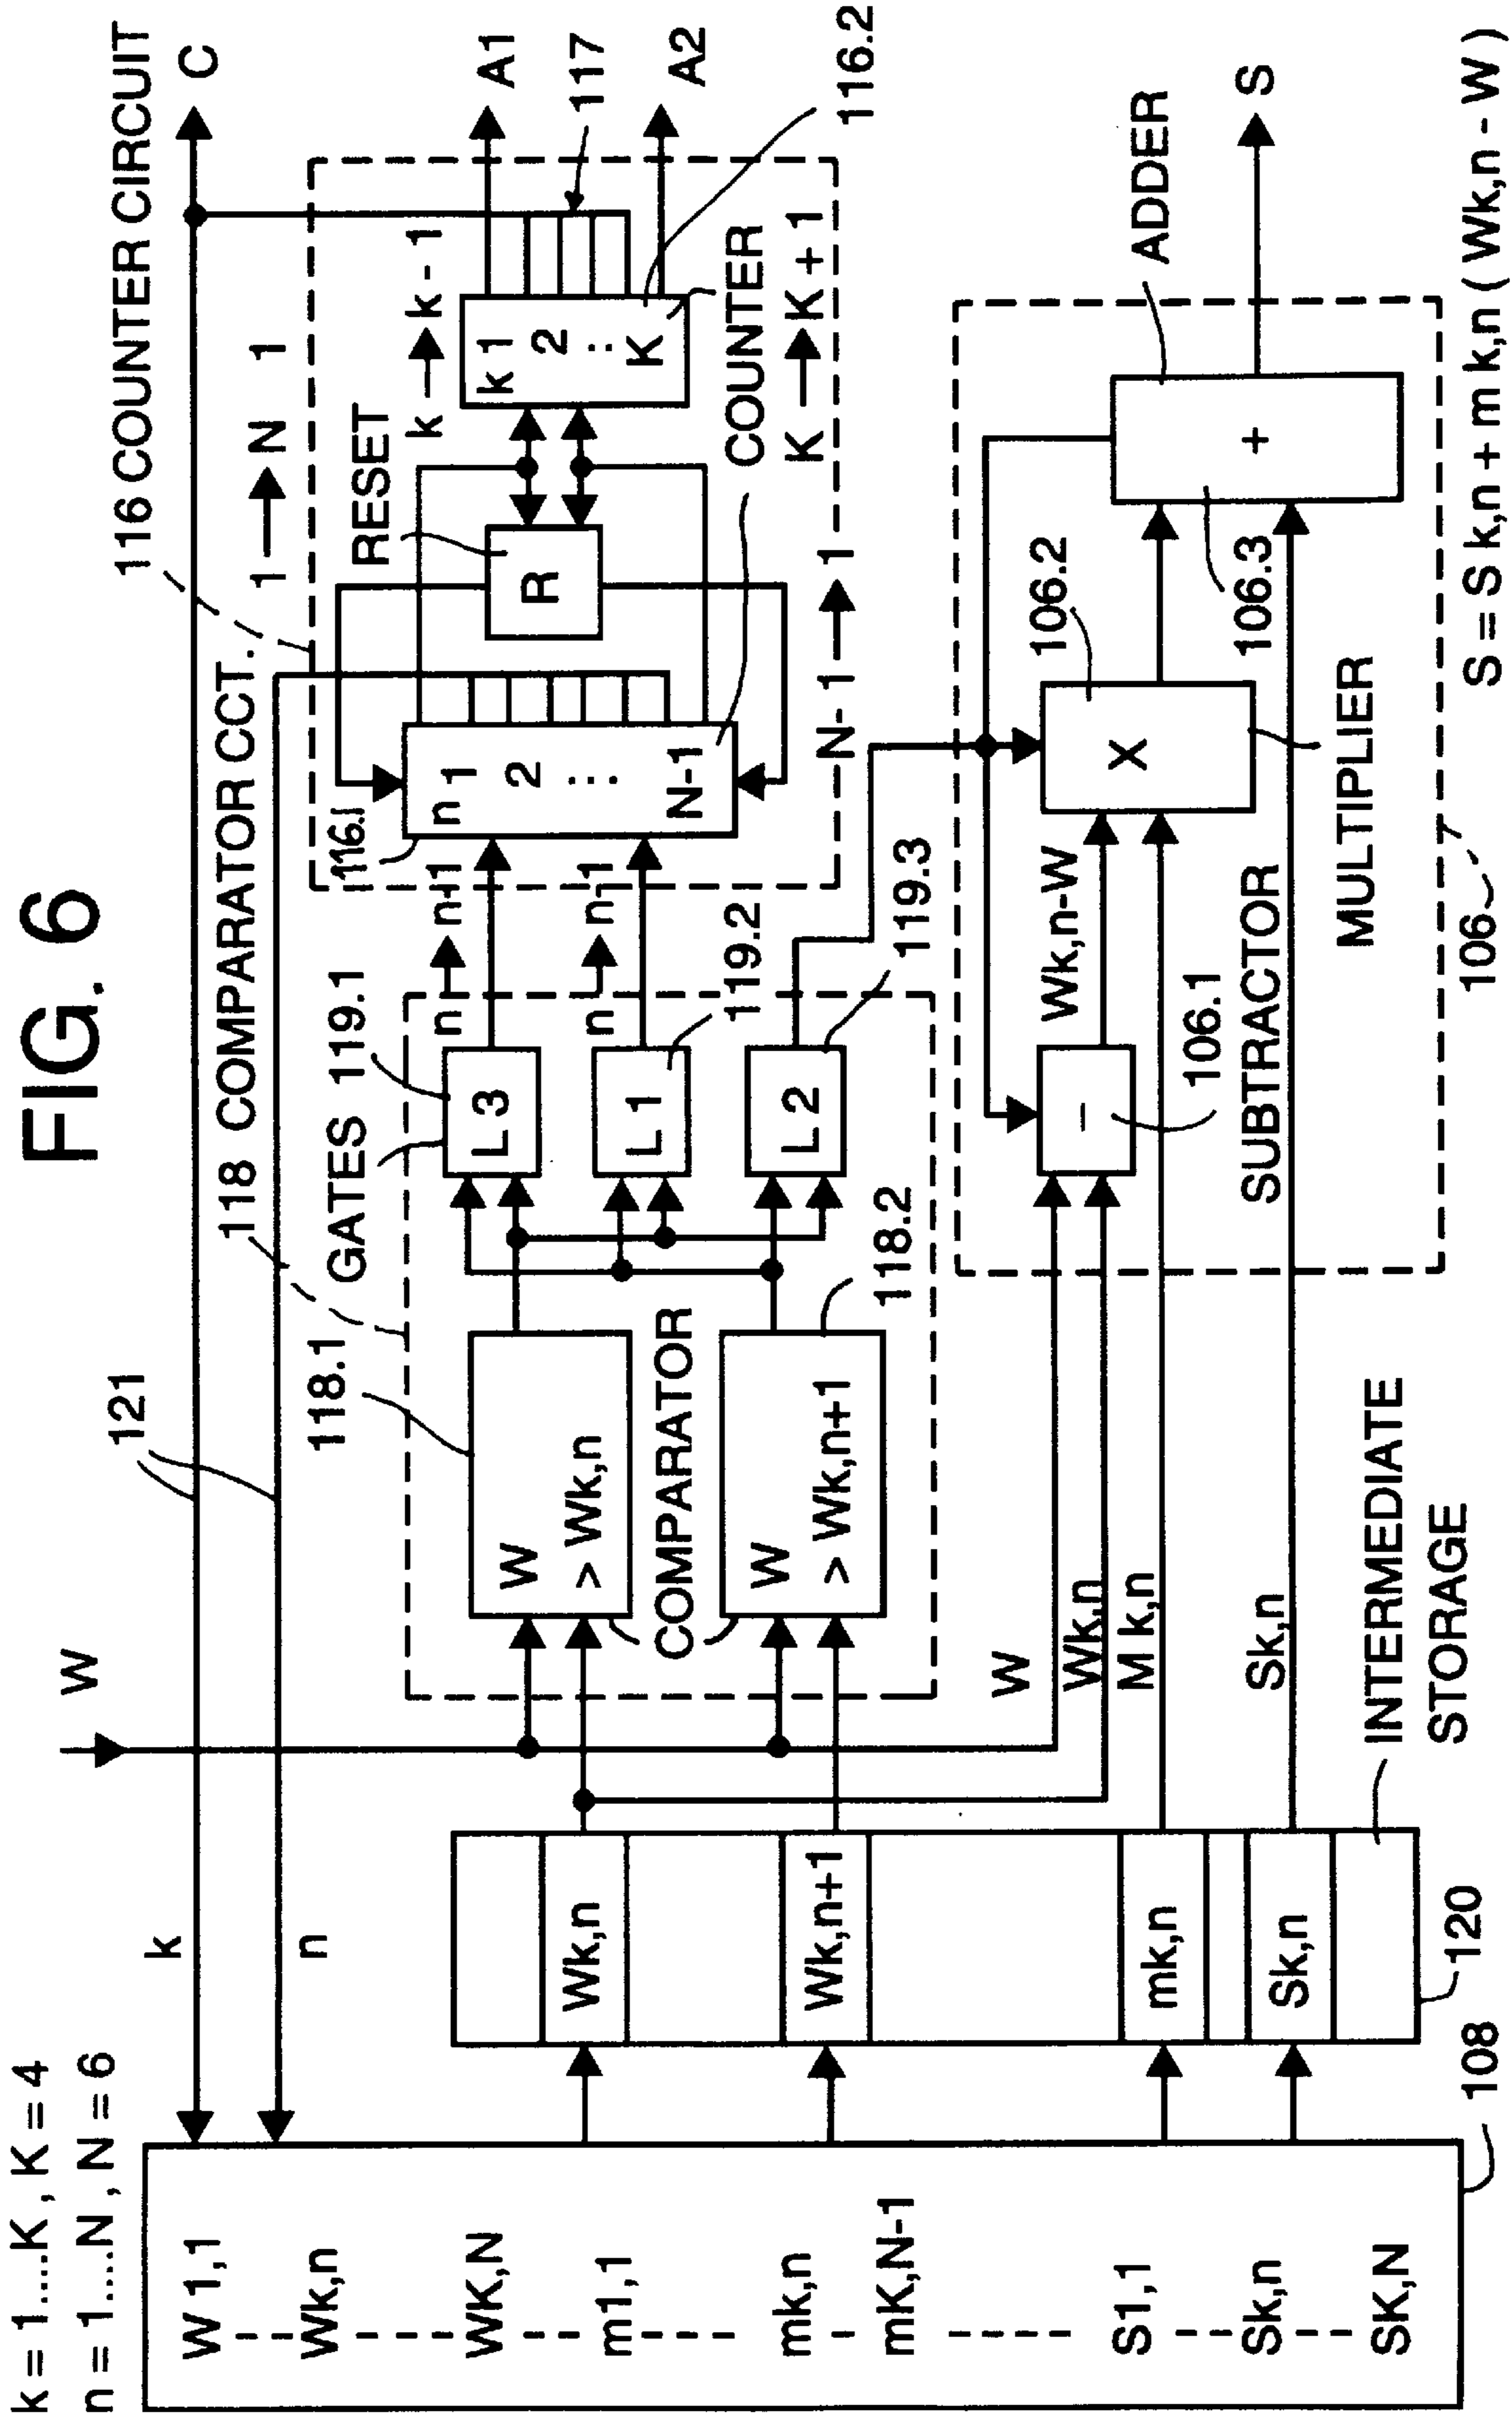 FIG. 6
k = 1....K , K = 4
n = 1....N , N = 6
k
n
121
W
118 COMPARATOR CCT.
116 COUNTER CIRCUIT
C
1 → N 1
GATES 119.1
118.1
RESET
k → k - 1
A1
117
A2
116.2
n → n-1
n → n-1
116.1
n 1
2
:
N-1
R
k 1
2
:
K
COUNTER
N-1 → 1
K → K + 1
W
> Wk,n
COMPARATOR
W
> Wk,n+1
118.2
L 3
L 1
L 2
119.2
119.3
W 1,1
Wk,n
WK,N
m1,1
mk,n
mK,N-1
S1,1
Sk,n
SK,N
108
Wk,n
Wk,n+1
mk,n
Sk,n
120
INTERMEDIATE
STORAGE
W
Wk,n
M k,n
Sk,n
-
106.1
SUBTRACTOR
Wk,n-W
X
106.2
MULTIPLIER
+
106.3
ADDER
S
106
S = S k,n + m k,n ( Wk,n - W )